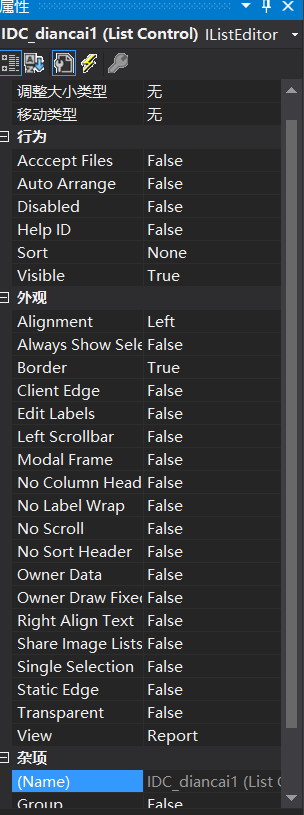 属性
IDC_diancai1 (List Control) IListEditor
调整大小类型 无
移动类型 无
行为
Acccept Files False
Auto Arrange False
Disabled False
Help ID False
Sort None
Visible True
外观
Alignment Left
Always Show Sele False
Border True
Client Edge False
Edit Labels False
Left Scrollbar False
Modal Frame False
No Column Head False
No Label Wrap False
No Scroll False
No Sort Header False
Owner Data False
Owner Draw Fixed False
Right Align Text False
Share Image Lists False
Single Selection False
Static Edge False
Transparent False
View Report
杂项
(Name) IDC_diancai1 (List C
Group False